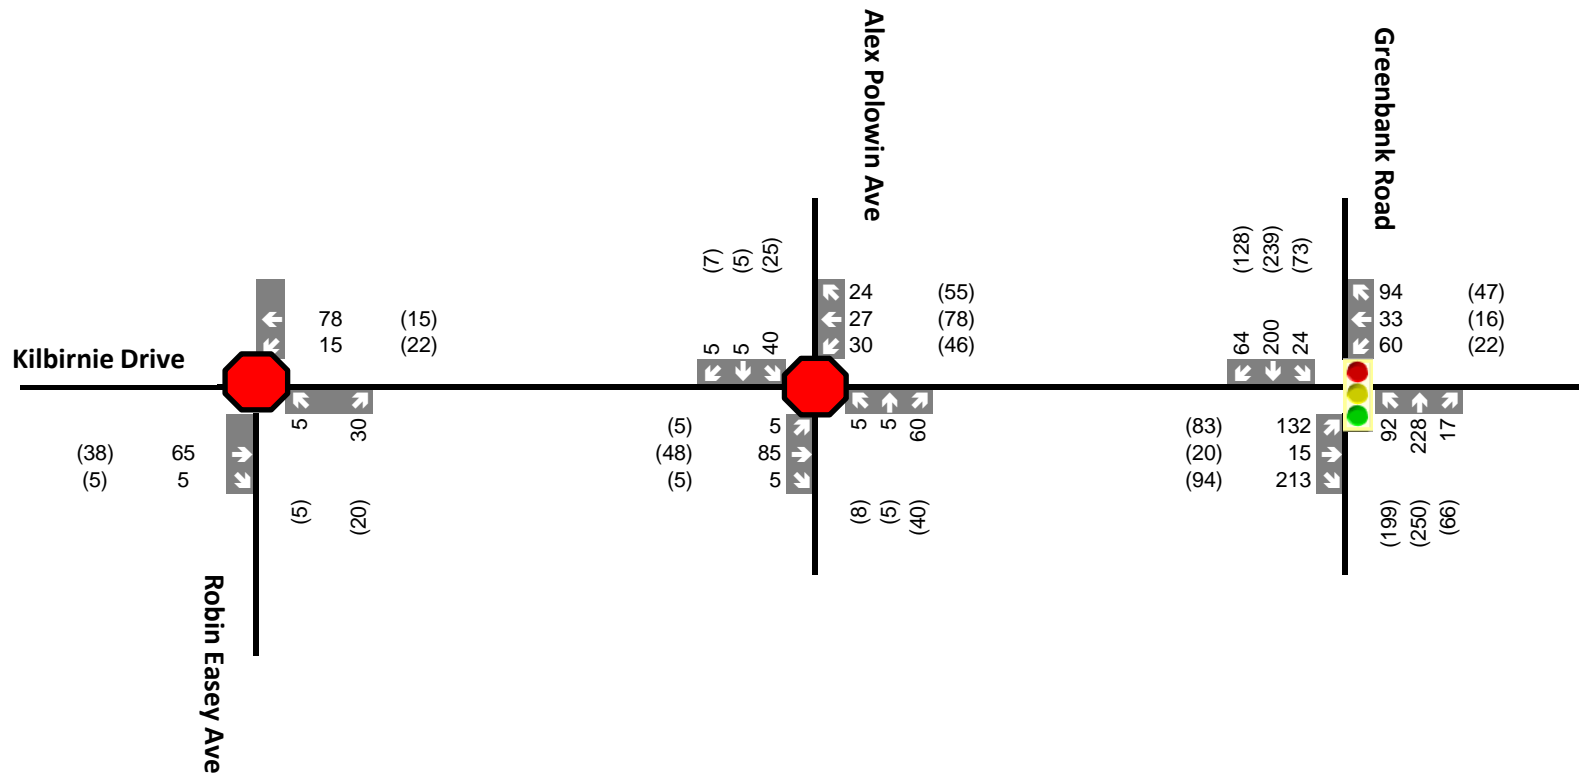 Alex Polowin Ave
Greenbank Road
(7) (5) (25)
(128) (239) (73)
78 (15)
15 (22)
24 (55)
27 (78)
30 (46)
94 (47)
33 (16)
60 (22)
5 5 40
64 200 24
Kilbirnie Drive
5 30
5 5 60
92 228 17
(38) 65
(5) 5
(5) 5
(48) 85
(5) 5
(83) 132
(20) 15
(94) 213
(5) (20)
(8) (5) (40)
(199) (250) (66)
Robin Easey Ave